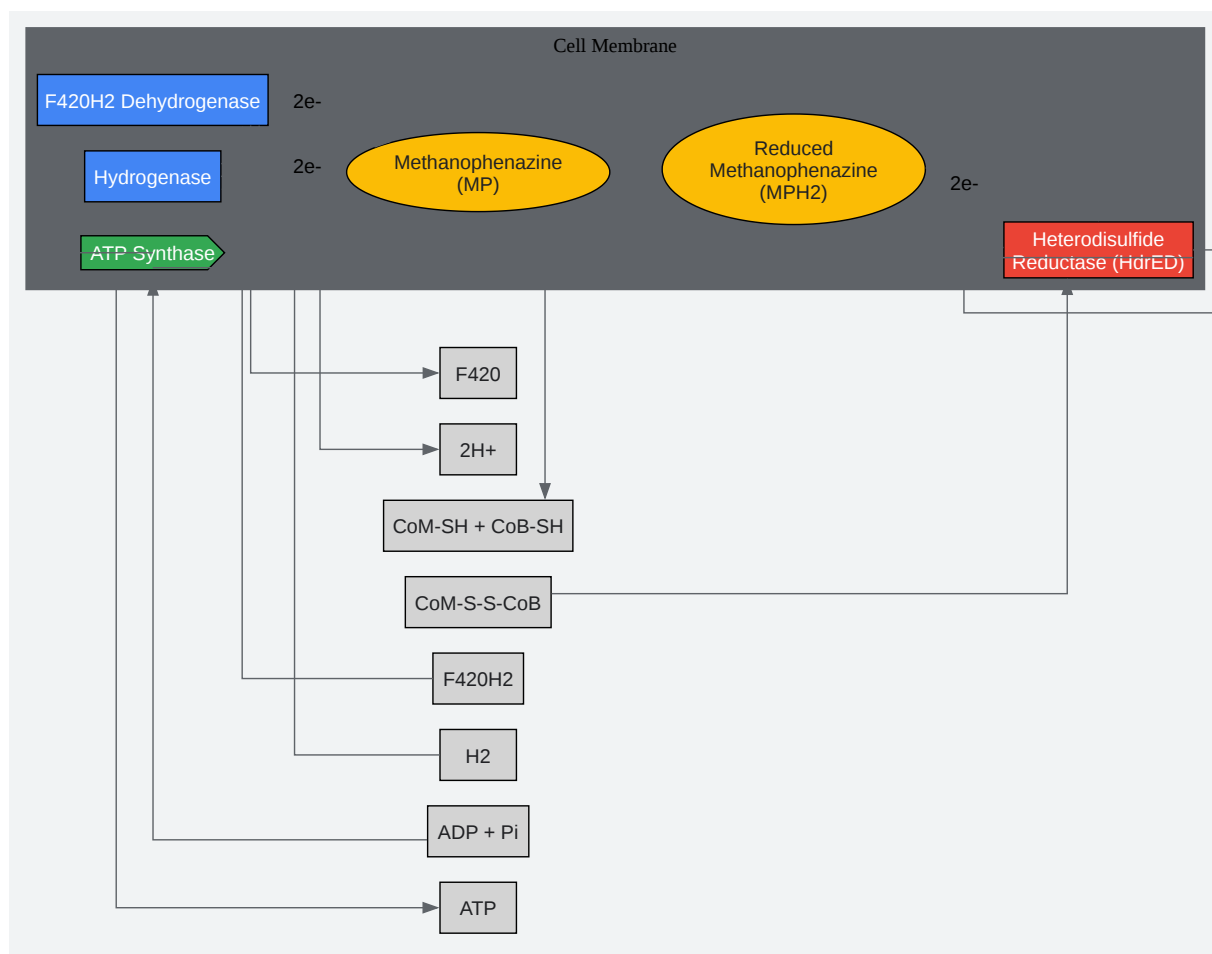 Cell Membrane
F420H2 Dehydrogenase
2e-
Hydrogenase
2e-
Methanophenazine
(MP)
Reduced
Methanophenazine
(MPH2)
2e-
ATP Synthase
Heterodisulfide
Reductase (HdrED)
F420
2H+
CoM-SH + CoB-SH
CoM-S-S-CoB
F420H2
H2
ADP + Pi
ATP